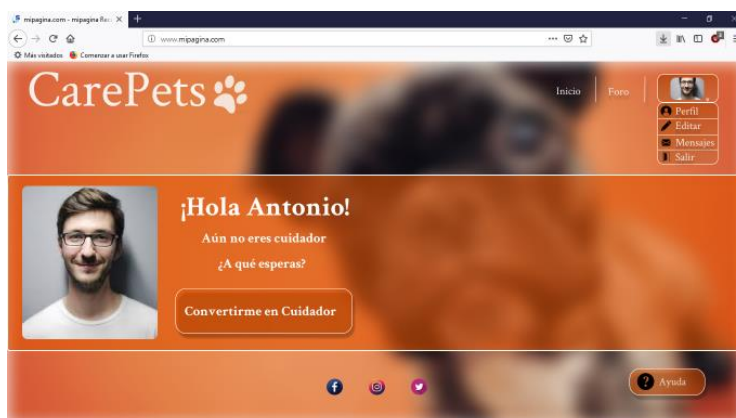 mipagina.com - mipagina Rec
www.mipagina.com
Más visitados Comenzar a usar Firefox
CarePets
Inicio
Foro
Perfil
Editar
Mensajes
Salir
¡Hola Antonio!
Aún no eres cuidador
¿A qué esperas?
Convertirme en Cuidador
Ayuda